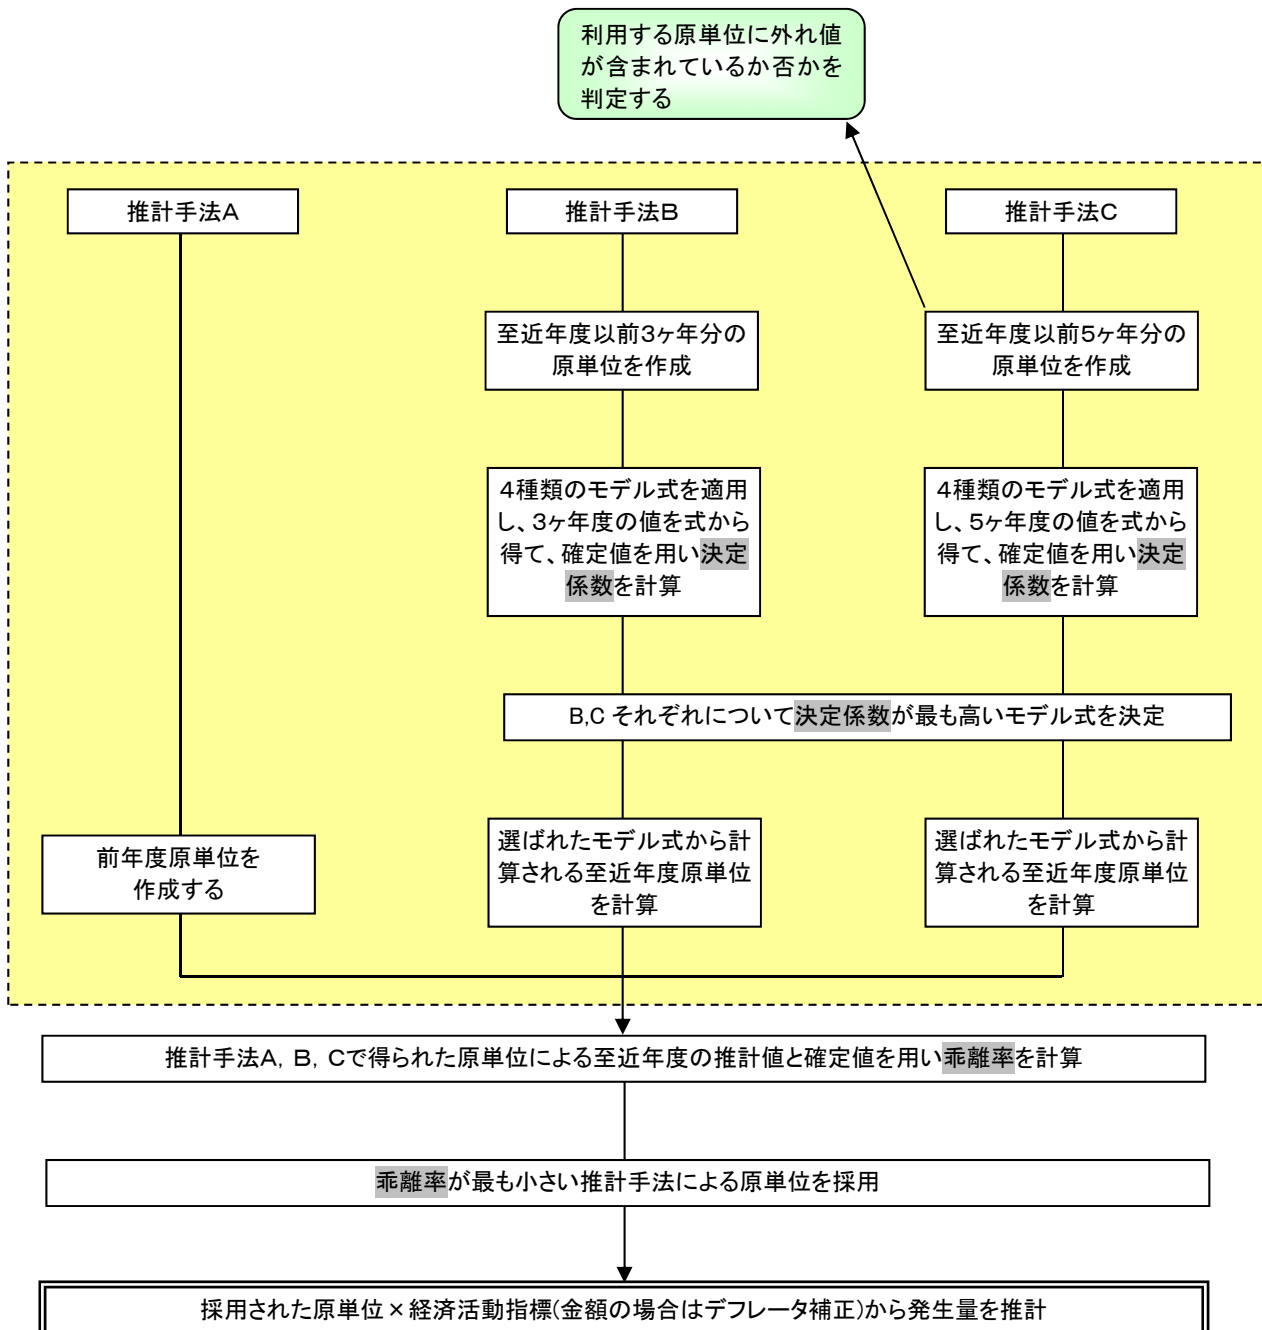 利用する原単位に外れ値
が含まれているか否かを
判定する
推計手法A
推計手法B
推計手法C
至近年度以前3ヶ年分の
原単位を作成
至近年度以前5ヶ年分の
原単位を作成
4種類のモデル式を適用
し、3ヶ年度の値を式から
得て、確定値を用い決定
係数を計算
4種類のモデル式を適用
し、5ヶ年度の値を式から
得て、確定値を用い決定
係数を計算
B,C それぞれについて決定係数が最も高いモデル式を決定
前年度原単位を
作成する
選ばれたモデル式から計
算される至近年度原単位
を計算
選ばれたモデル式から計
算される至近年度原単位
を計算
推計手法A, B, Cで得られた原単位による至近年度の推計値と確定値を用い乖離率を計算
乖離率が最も小さい推計手法による原単位を採用
採用された原単位×経済活動指標(金額の場合はデフレータ補正)から発生量を推計